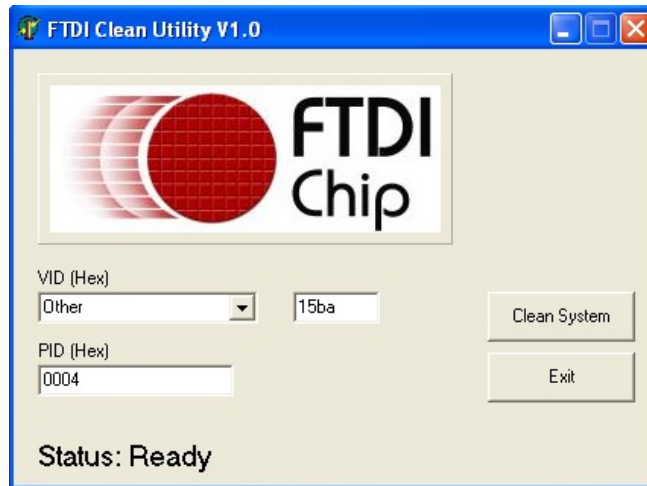 FTDI Clean Utility V1.0
FTDI
Chip
VID (Hex)
Other
15ba
Clean System
PID (Hex)
0004
Exit
Status: Ready